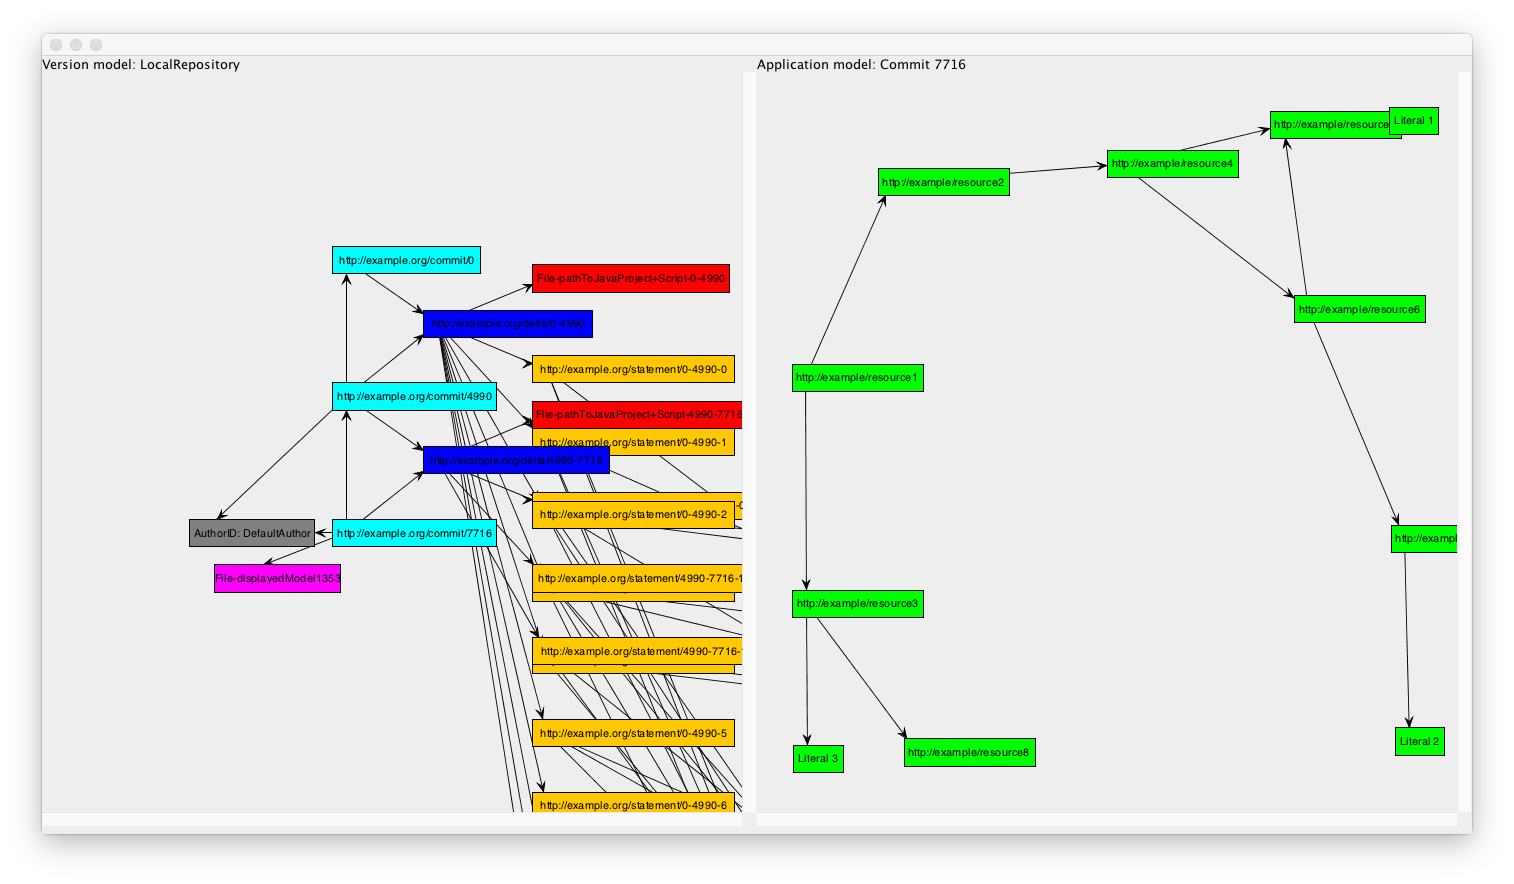 Version model: LocalRepository
http://example.org/commit/0
File-pathToJavaProject+Script-0-4990
http://example.org/delta/0-4990
http://example.org/statement/0-4990-0
http://example.org/commit/4990
File-pathToJavaProject+Script-4990-7716
http://example.org/statement/0-4990-1
http://example.org/delta/4990-7716
http://example.org/statement/0-4990-2
AuthorID: DefaultAuthor
http://example.org/commit/7716
File-displayedModel1353
http://example.org/statement/4990-7716-1
http://example.org/statement/4990-7716-
http://example.org/statement/0-4990-5
http://example.org/statement/0-4990-6
Application model: Commit 7716
http://example/resource
Literal 1
http://example/resource4
http://example/resource2
http://example/resource6
http://example/resource1
http://exampl
http://example/resource3
Literal 2
http://example/resource8
Literal 3